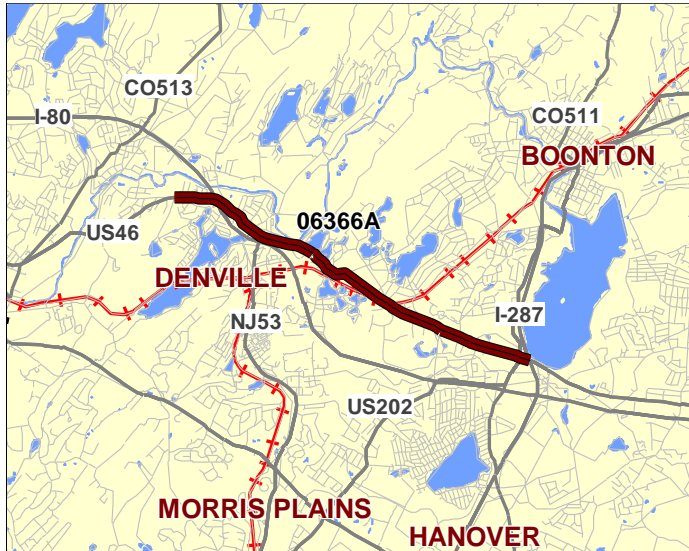 CO513
I-80
CO511
BOONTON
06366A
US46
DENVILLE
NJ53
I-287
US202
MORRIS PLAINS
HANOVER